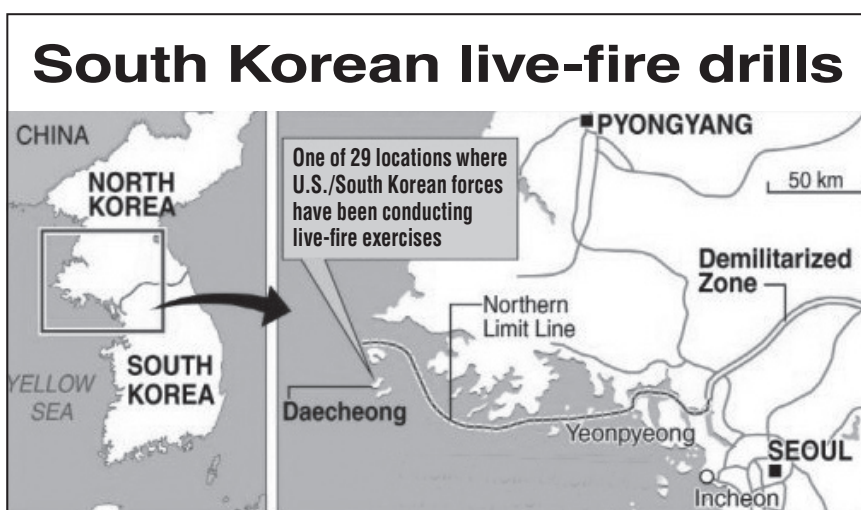 South Korean live-fire drills
CHINA
NORTH
KOREA
SOUTH
KOREA
YELLOW
SEA
One of 29 locations where
U.S./South Korean forces
have been conducting
live-fire exercises
PYONGYANG
50 km
Demilitarized
Zone
Northern
Limit Line
Daecheong
Yeonpyeong
SEOUL
Incheon